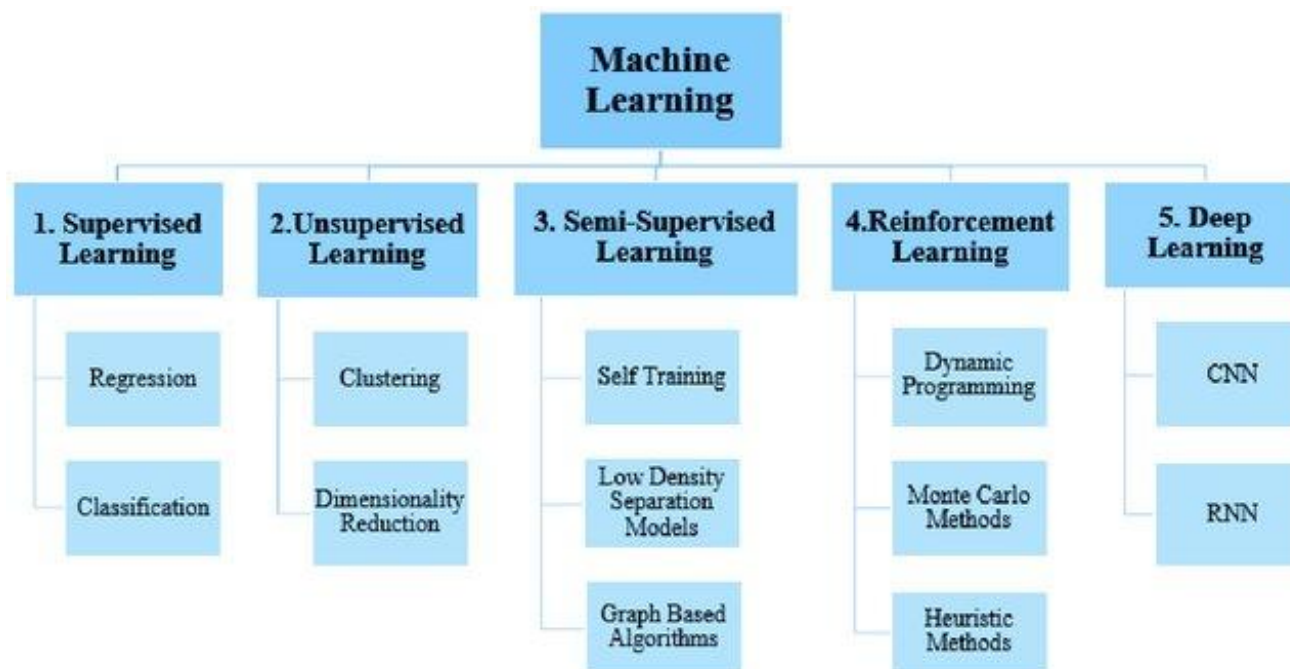 Machine
Learning
1. Supervised
Learning
2.Unsupervised
Learning
3. Semi-Supervised
Learning
4.Reinforcement
Learning
5. Deep
Learning
Regression
Classification
Clustering
Dimensionality
Reduction
Self Training
Low Density
Separation
Models
Graph Based
Algorithms
Dynamic
Programming
Monte Carlo
Methods
Heuristic
Methods
CNN
RNN